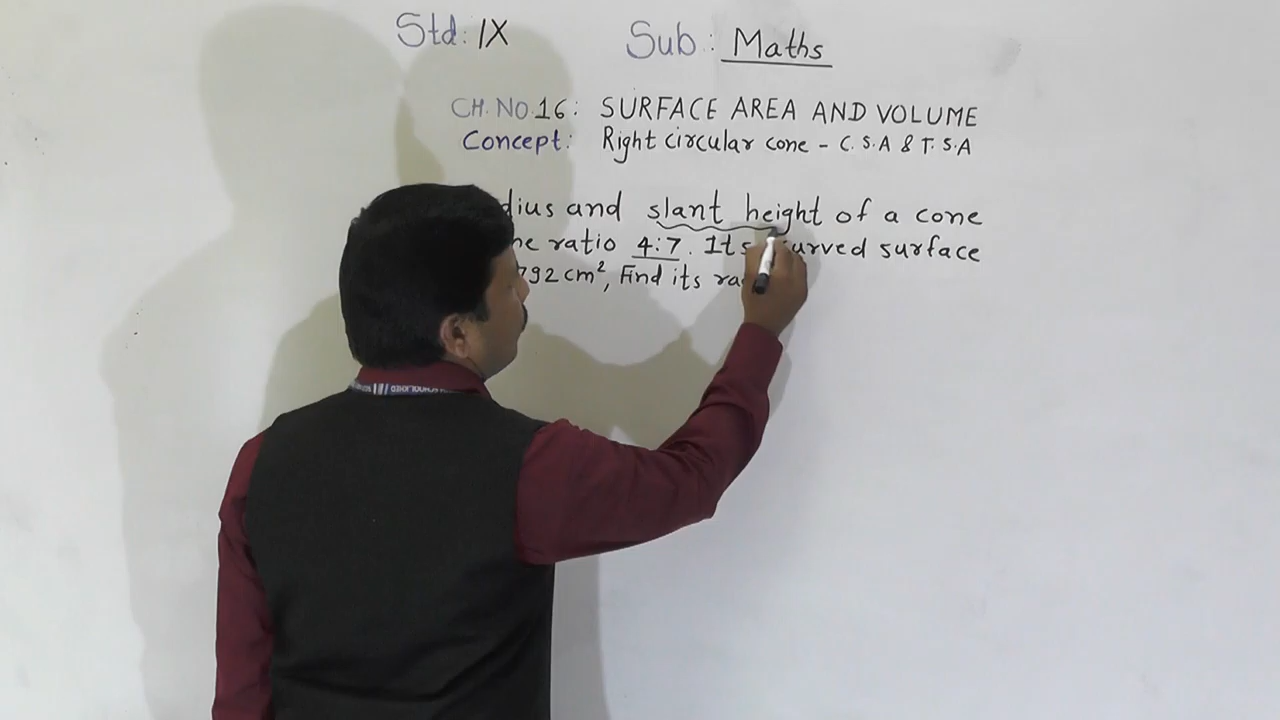 Std: IX
Sub: Maths
CH.NO.16: SURFACE AREA AND VOLUME
Concept: Right circular cone - C.S.A & T.S.A
dius and slant height of a cone
ratio 4:7. Its curved surface
792 cm², Find its